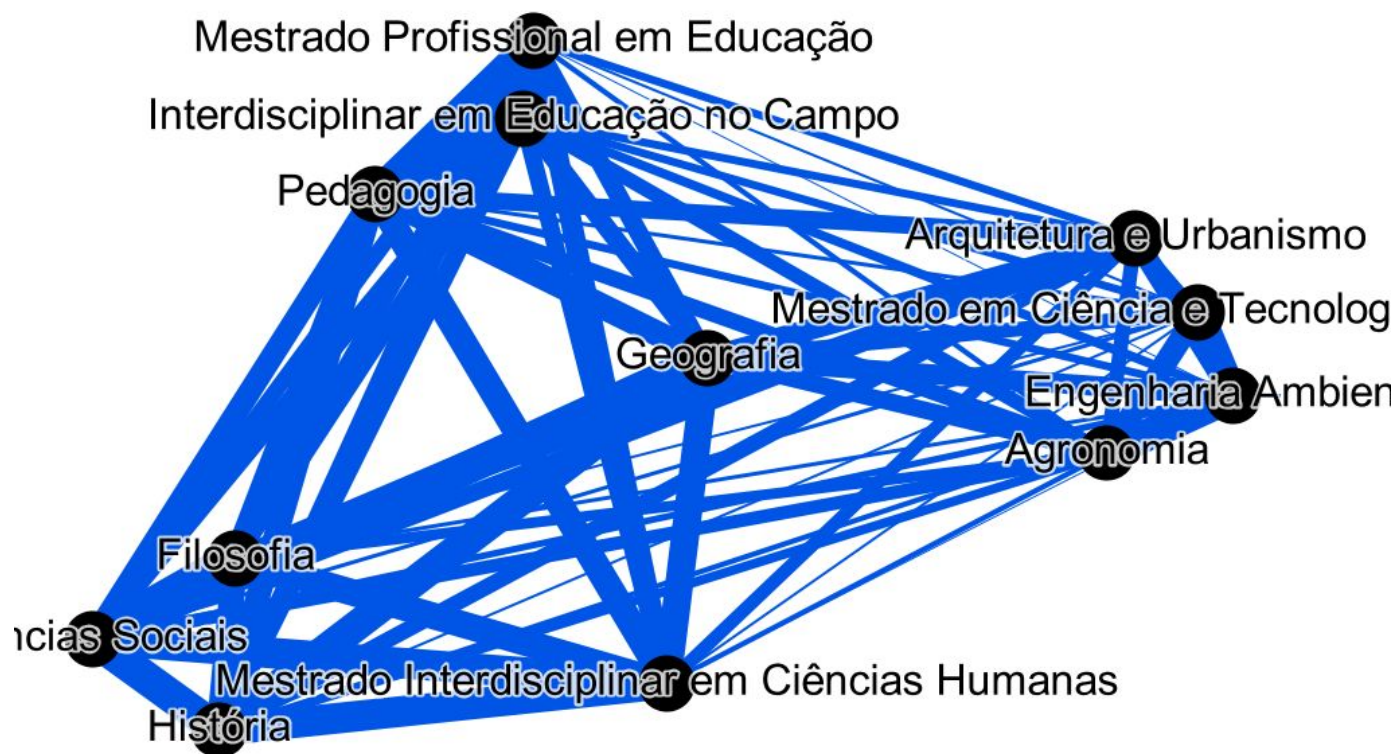 Mestrado Profissional em Educação
Interdisciplinar em Educação no Campo
Pedagogia
Arquitetura e Urbanismo
Mestrado em Ciência e Tecnolog
Geografia
Engenharia Ambien
Agronomia
Filosofia
ncias Sociais
Mestrado Interdisciplinar em Ciências Humanas
História